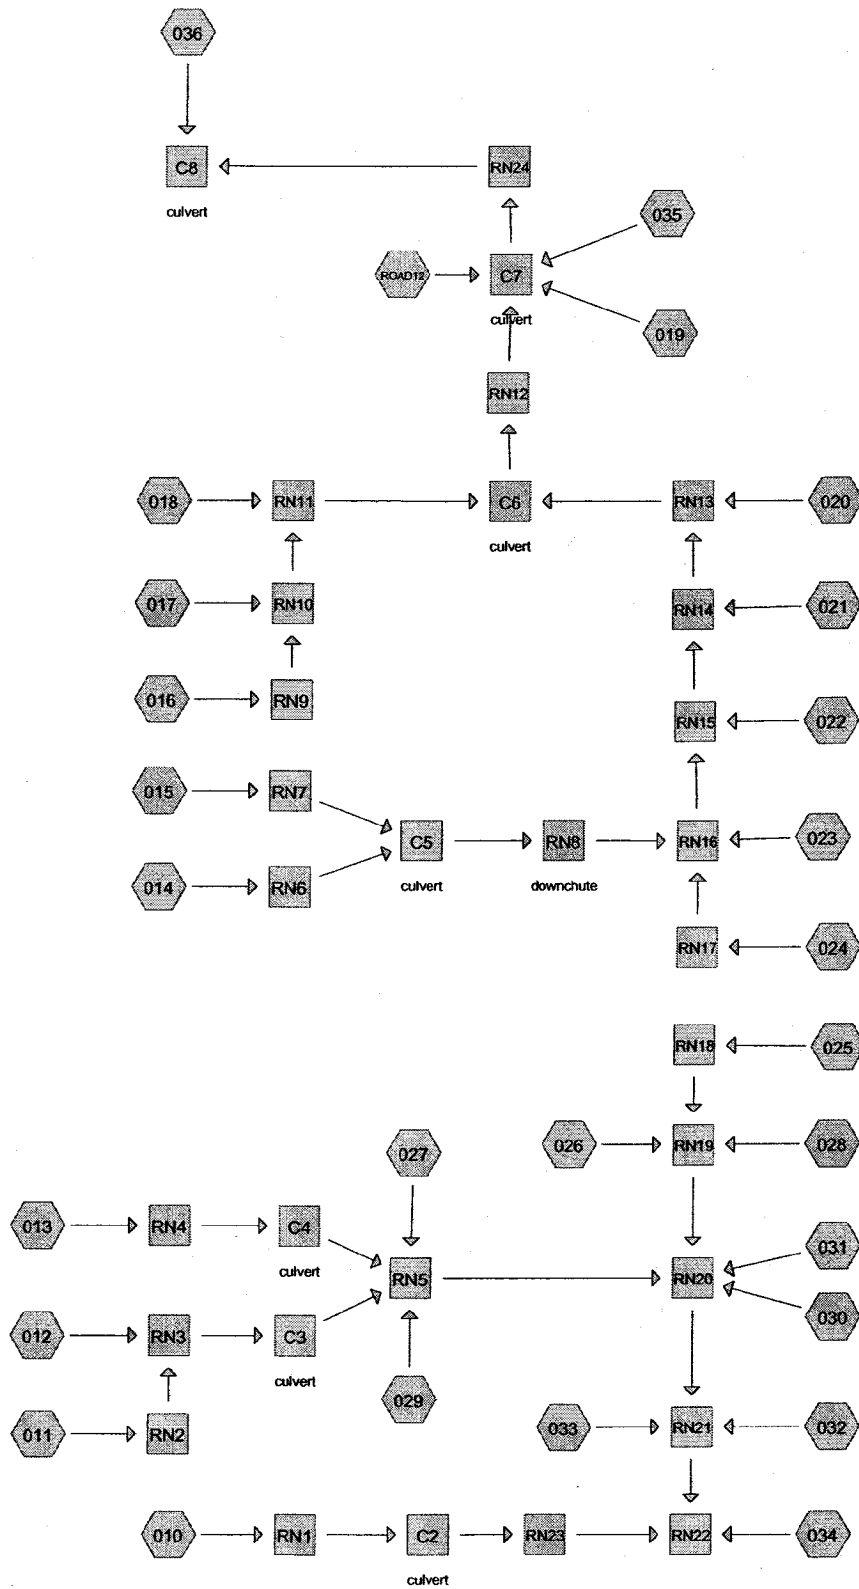 036
C8
RN24
culvert
035
ROAD12
C7
culvert
019
RN12
018
RN11
C6
RN13
020
culvert
017
RN10
RN14
021
016
RN9
RN15
022
015
RN7
C5
RN8
RN16
023
014
RN6
culvert
downchute
RN17
024
RN18
025
027
026
RN19
028
013
RN4
C4
culvert
RN5
RN20
031
012
RN3
C3
030
culvert
029
011
RN2
033
RN21
032
010
RN1
C2
RN23
RN22
034
culvert